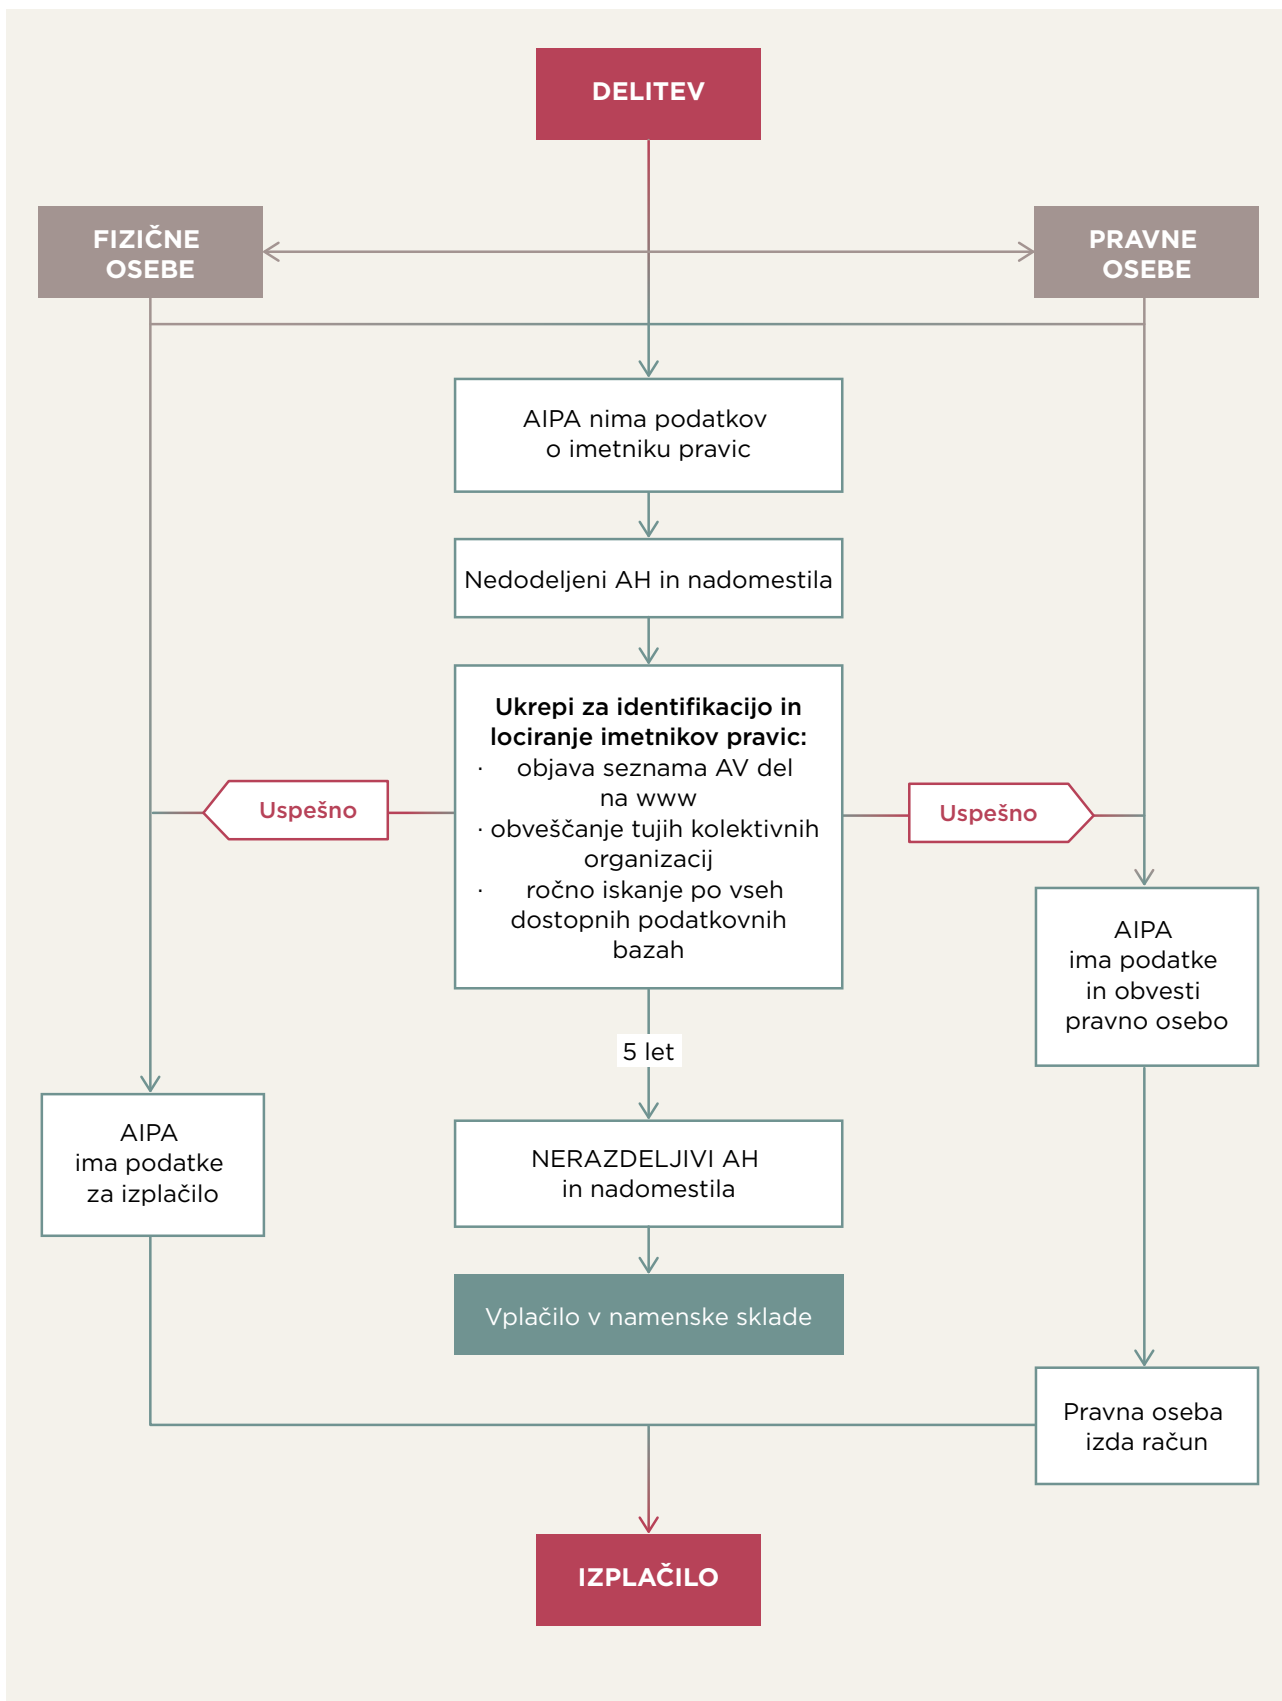 DELITEV
FIZIČNE
OSEBE
PRAVNE
OSEBE
AIPA nima podatkov
o imetniku pravic
Nedodeljeni AH in nadomestila
Ukrepi za identifikacijo in
lociranje imetnikov pravic:
· objava seznama AV del
na www
· obveščanje tujih kolektivnih
organizacij
· ročno iskanje po vseh
dostopnih podatkovnih
bazah
Uspešno
Uspešno
AIPA
ima podatke
in obvesti
pravno osebo
5 let
AIPA
ima podatke
za izplačilo
NERAZDELJIVI AH
in nadomestila
Vplačilo v namenske sklade
Pravna oseba
izda račun
IZPLAČILO